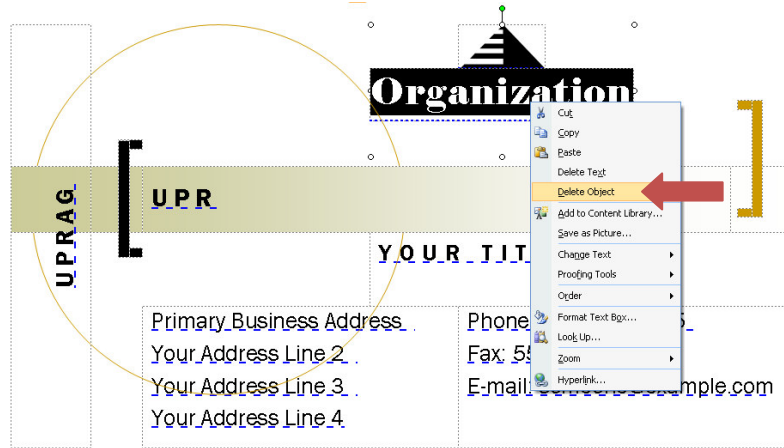 Organization
Cut
Copy
Paste
Delete Text
Delete Object
Add to Content Library...
Save as Picture...
Change Text
Proofing Tools
Order
Format Text Box...
Look Up...
Zoom
Hyperlink...
UPRAG
UPR
YOUR TIT
Primary Business Address
Your Address Line 2
Your Address Line 3
Your Address Line 4
Phone
Fax: 55
E-mail: example.com